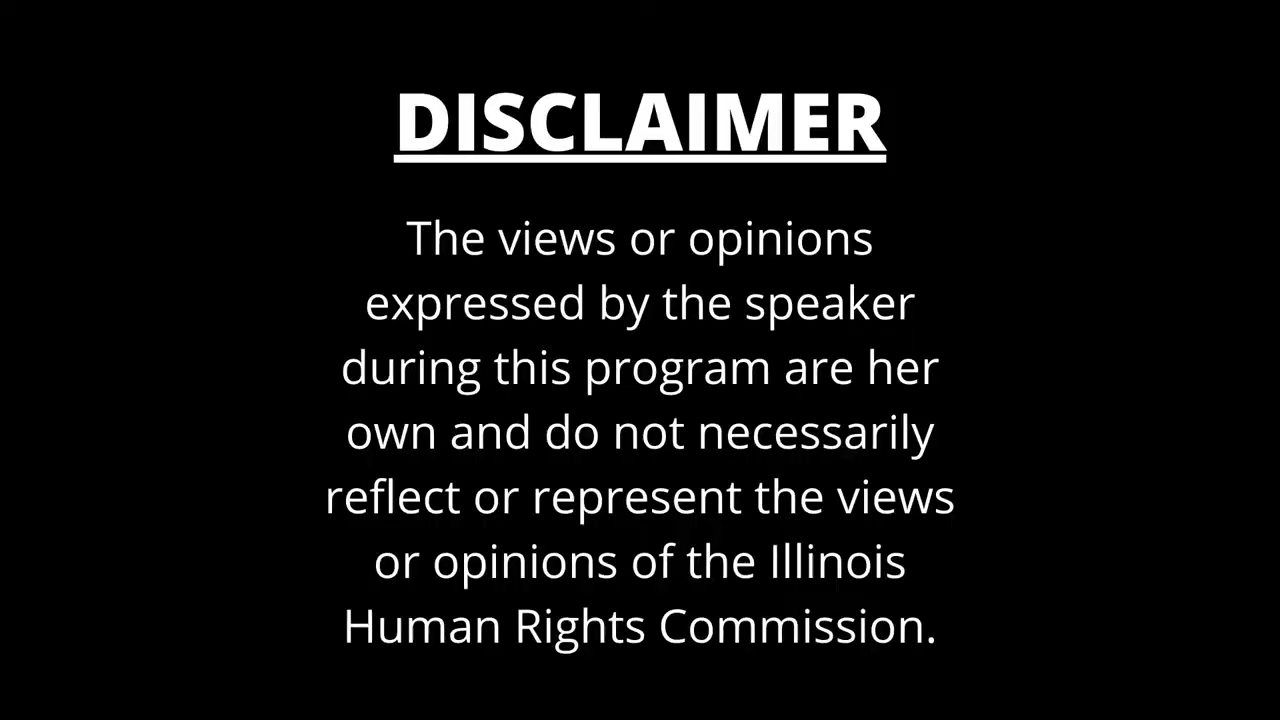 DISCLAIMER
The views or opinions
expressed by the speaker
during this program are her
own and do not necessarily
reflect or represent the views
or opinions of the Illinois
Human Rights Commission.